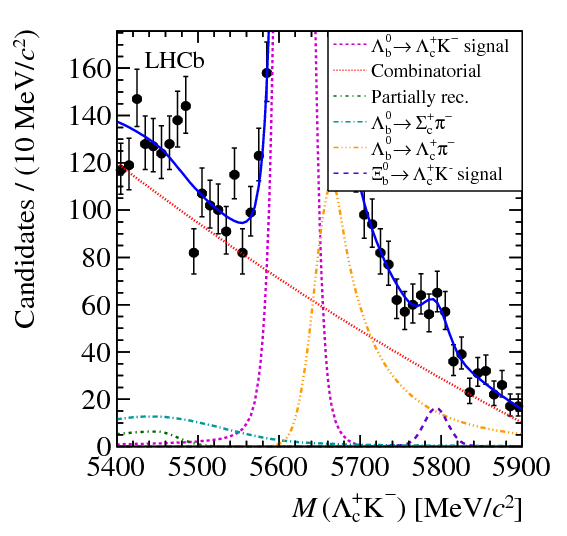 Candidates / (10 MeV/c²)
160
140
120
100
80
60
40
20
0
LHCb
Λb⁰→ Λc⁺K⁻ signal
Combinatorial
Partially rec.
Λb⁰→ Σc⁺π⁻
Λb⁰→ Λc⁺π⁻
Ξb⁰→ Λc⁺K⁻ signal
5400 5500 5600 5700 5800 5900
M (Λc⁺K⁻) [MeV/c²]